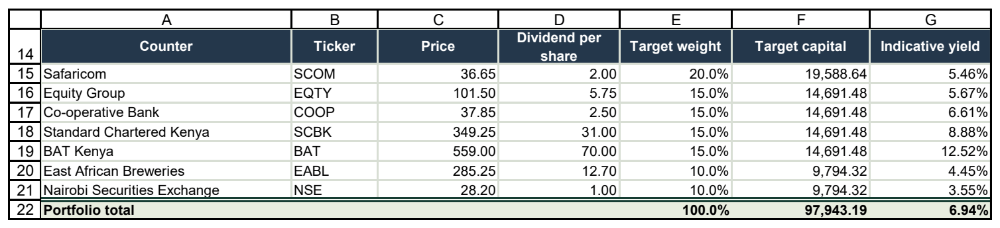 A B C D E F G
14 Counter Ticker Price Dividend per share Target weight Target capital Indicative yield
15 Safaricom SCOM 36.65 2.00 20.0% 19,588.64 5.46%
16 Equity Group EQTY 101.50 5.75 15.0% 14,691.48 5.67%
17 Co-operative Bank COOP 37.85 2.50 15.0% 14,691.48 6.61%
18 Standard Chartered Kenya SCBK 349.25 31.00 15.0% 14,691.48 8.88%
19 BAT Kenya BAT 559.00 70.00 15.0% 14,691.48 12.52%
20 East African Breweries EABL 285.25 12.70 10.0% 9,794.32 4.45%
21 Nairobi Securities Exchange NSE 28.20 1.00 10.0% 9,794.32 3.55%
22 Portfolio total 100.0% 97,943.19 6.94%